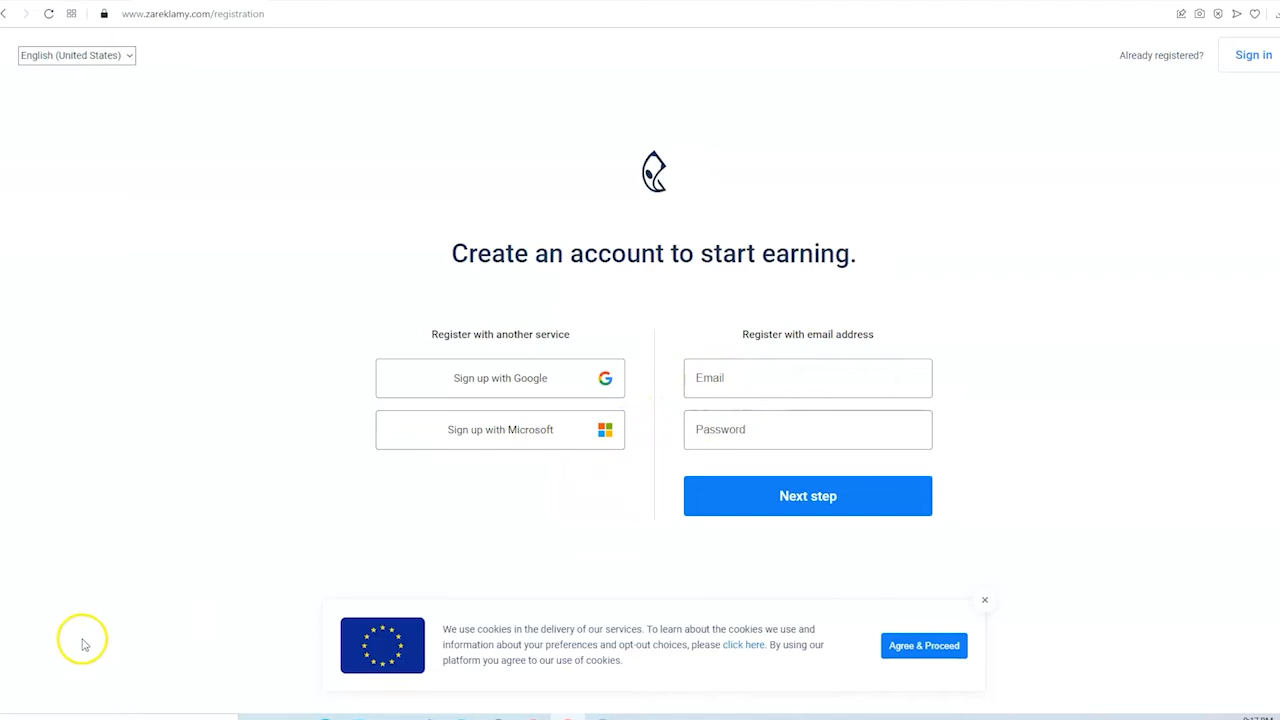 www.zareklamy.com/registration
English (United States)
Already registered?
Sign in
Create an account to start earning.
Register with another service
Register with email address
Sign up with Google
Email
Sign up with Microsoft
Password
Next step
We use cookies in the delivery of our services. To learn about the cookies we use and
information about your preferences and opt-out choices, please click here. By using our
platform you agree to our use of cookies.
Agree & Proceed